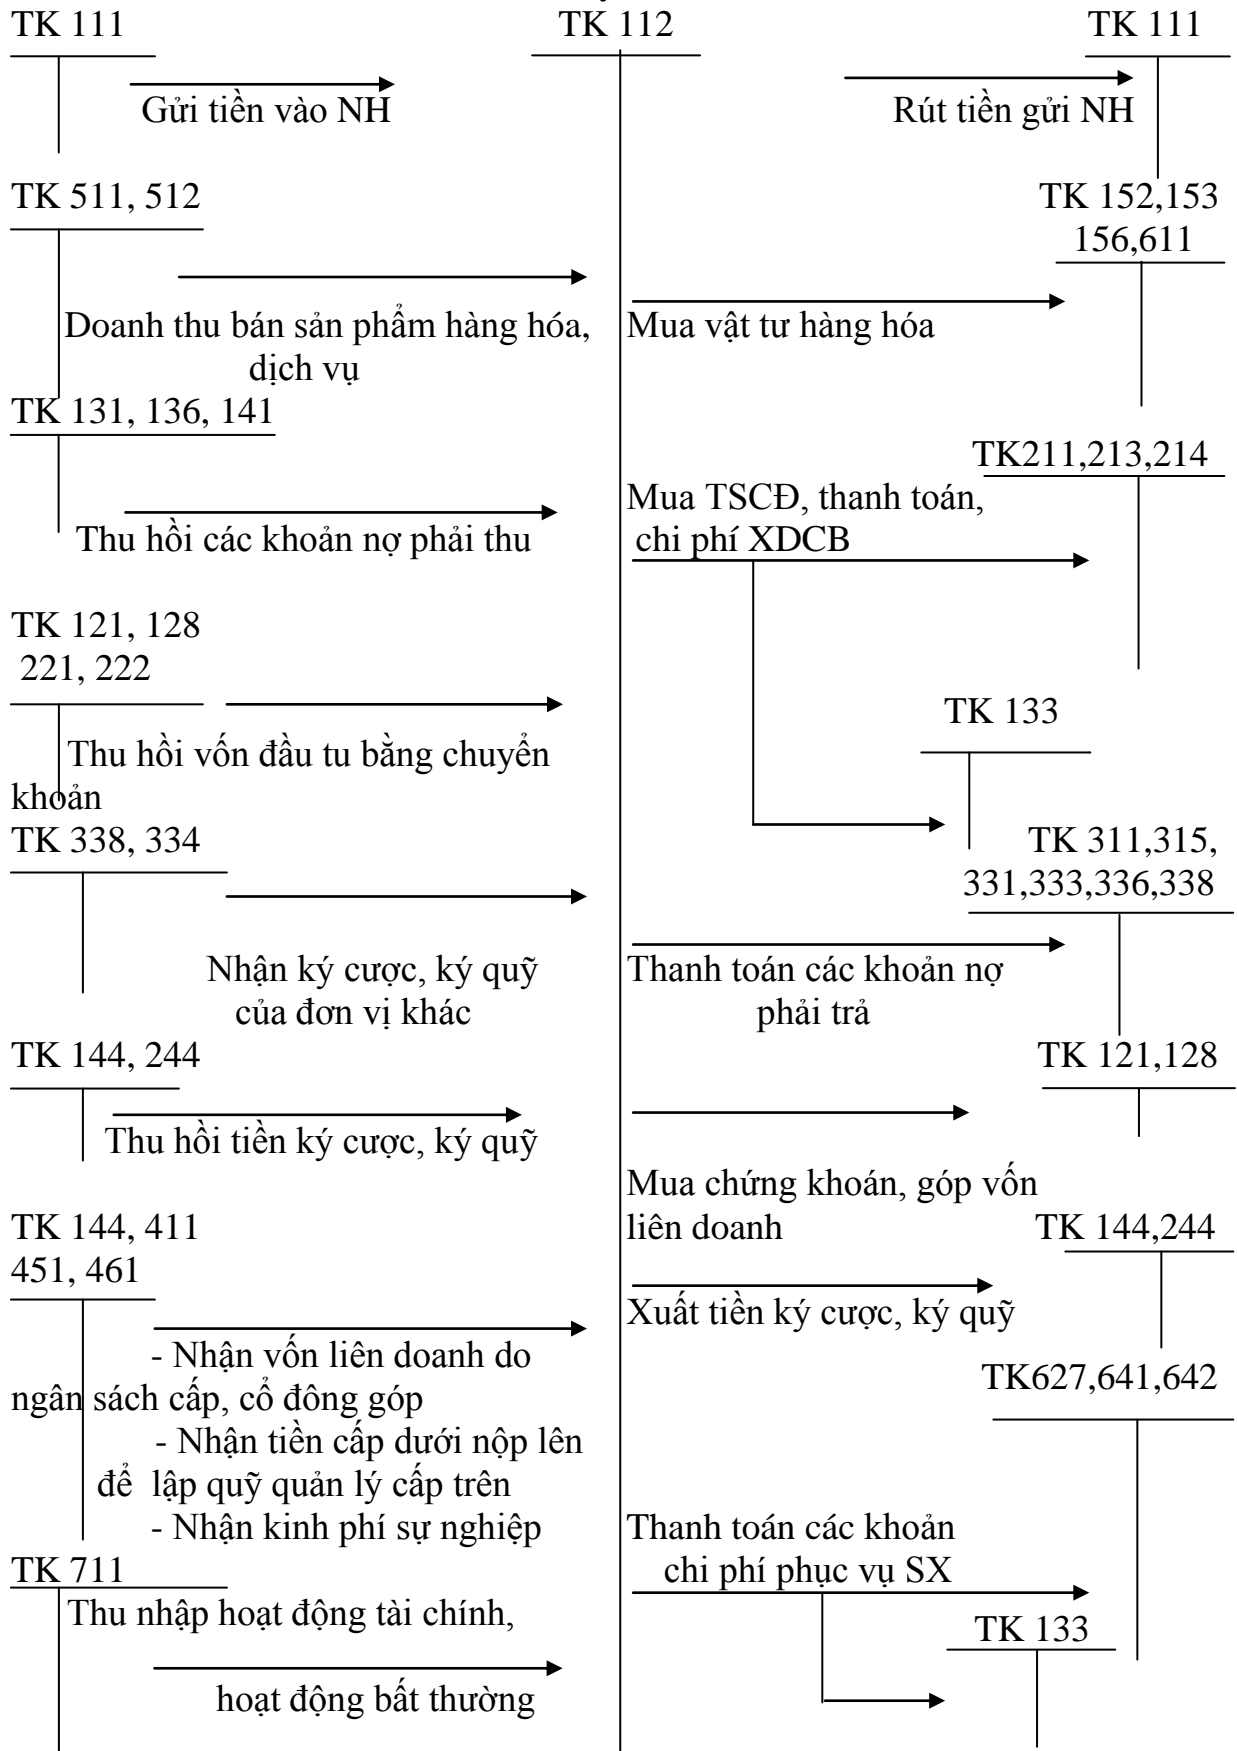 TK 111
TK 112
TK 111
Gửi tiền vào NH
Rút tiền gửi NH
TK 511, 512
TK 152,153
156,611
Doanh thu bán sản phẩm hàng hóa,
dịch vụ
Mua vật tư hàng hóa
TK 131, 136, 141
TK211,213,214
Mua TSCĐ, thanh toán,
chi phí XDCB
Thu hồi các khoản nợ phải thu
TK 121, 128
221, 222
TK 133
Thu hồi vốn đầu tu bằng chuyển
khoản
TK 338, 334
TK 311,315,
331,333,336,338
Nhận ký cược, ký quỹ
của đơn vị khác
Thanh toán các khoản nợ
phải trả
TK 144, 244
TK 121,128
Thu hồi tiền ký cược, ký quỹ
Mua chứng khoán, góp vốn
liên doanh
TK 144, 411
451, 461
TK 144,244
Xuất tiền ký cược, ký quỹ
- Nhận vốn liên doanh do
ngân sách cấp, cổ đông góp
- Nhận tiền cấp dưới nộp lên
để lập quỹ quản lý cấp trên
- Nhận kinh phí sự nghiệp
TK627,641,642
Thanh toán các khoản
chi phí phục vụ SX
TK 711
Thu nhập hoạt động tài chính,
hoạt động bất thường
TK 133